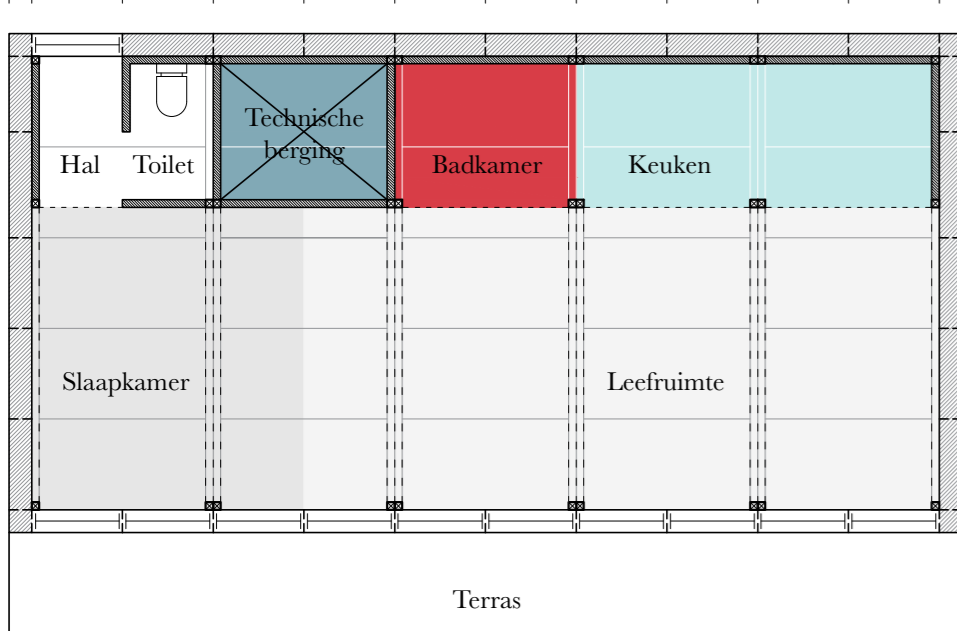 Technische
berging
Hal
Toilet
Badkamer
Keuken
Slaapkamer
Leefruimte
Terras